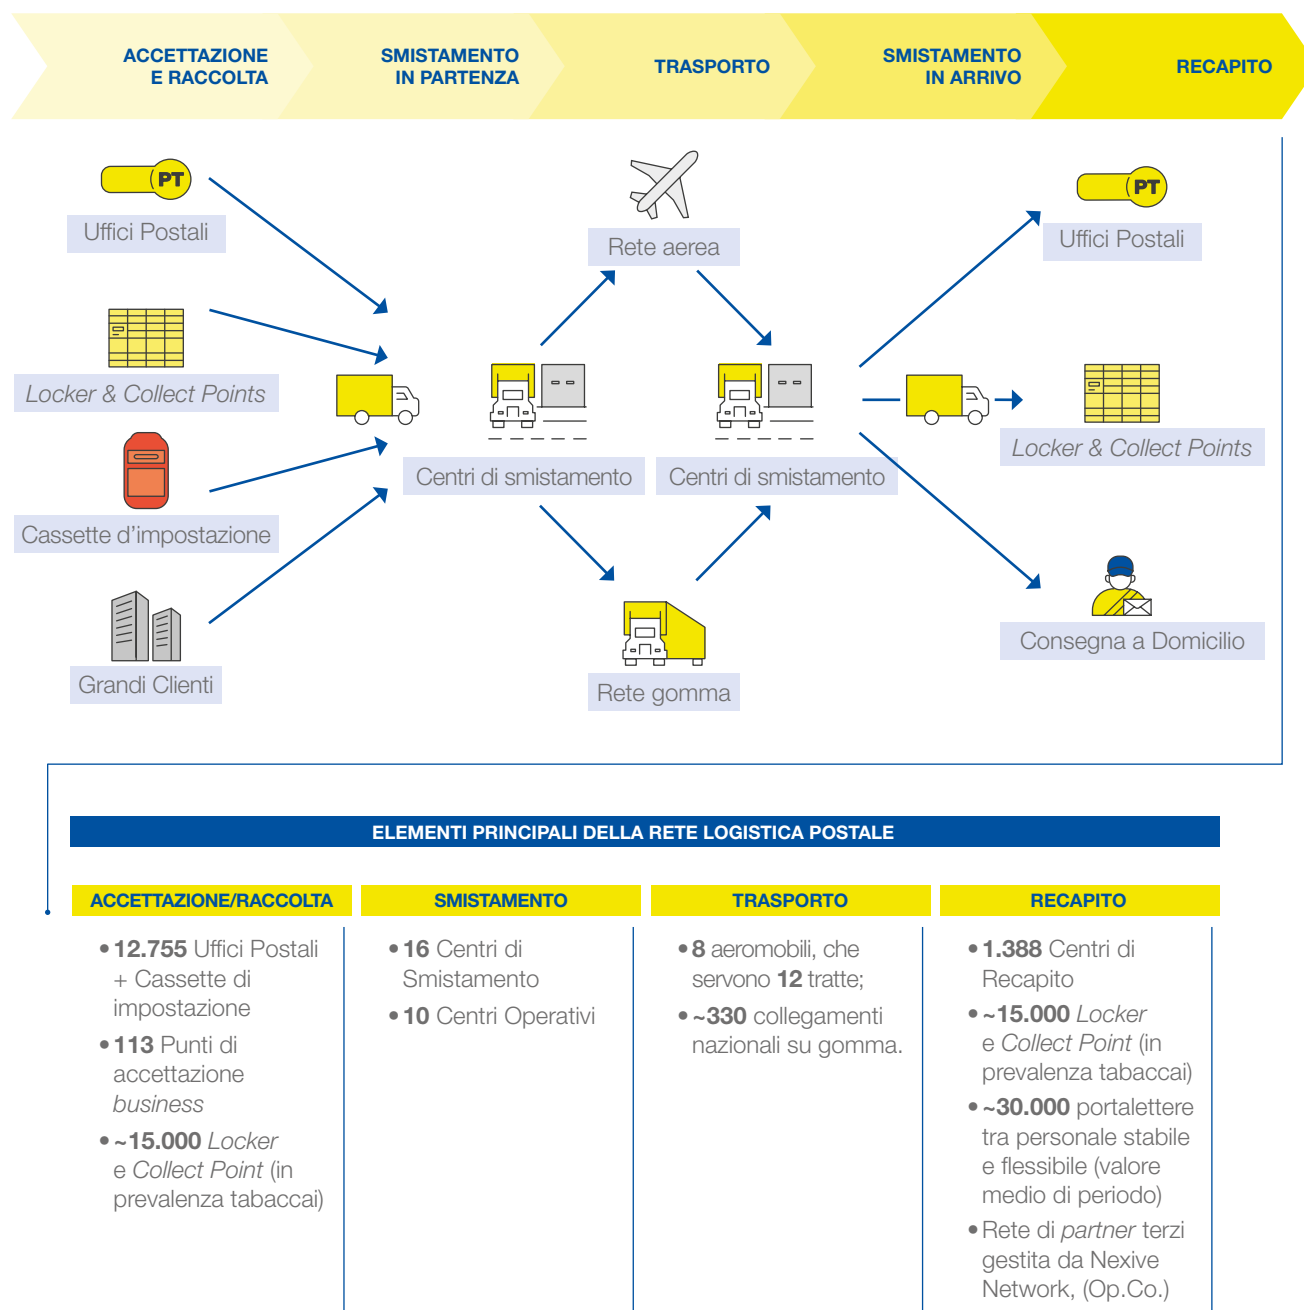 ACCETTAZIONE
E RACCOLTA
SMISTAMENTO
IN PARTENZA
TRASPORTO
SMISTAMENTO
IN ARRIVO
RECAPITO
PT
Uffici Postali
Locker & Collect Points
Cassette d’impostazione
Grandi Clienti
Centri di smistamento
Rete aerea
Rete gomma
Centri di smistamento
PT
Uffici Postali
Locker & Collect Points
Consegna a Domicilio
ELEMENTI PRINCIPALI DELLA RETE LOGISTICA POSTALE
ACCETTAZIONE/RACCOLTA
• 12.755 Uffici Postali
+ Cassette di
impostazione
• 113 Punti di
accettazione
business
• ~15.000 Locker
e Collect Point (in
prevalenza tabaccai)
SMISTAMENTO
• 16 Centri di
Smistamento
• 10 Centri Operativi
TRASPORTO
• 8 aeromobili, che
servono 12 tratte;
• ~330 collegamenti
nazionali su gomma.
RECAPITO
• 1.388 Centri di
Recapito
• ~15.000 Locker
e Collect Point (in
prevalenza tabaccai)
• ~30.000 portalettere
tra personale stabile
e flessibile (valore
medio di periodo)
• Rete di partner terzi
gestita da Nexive
Network, (Op.Co.)